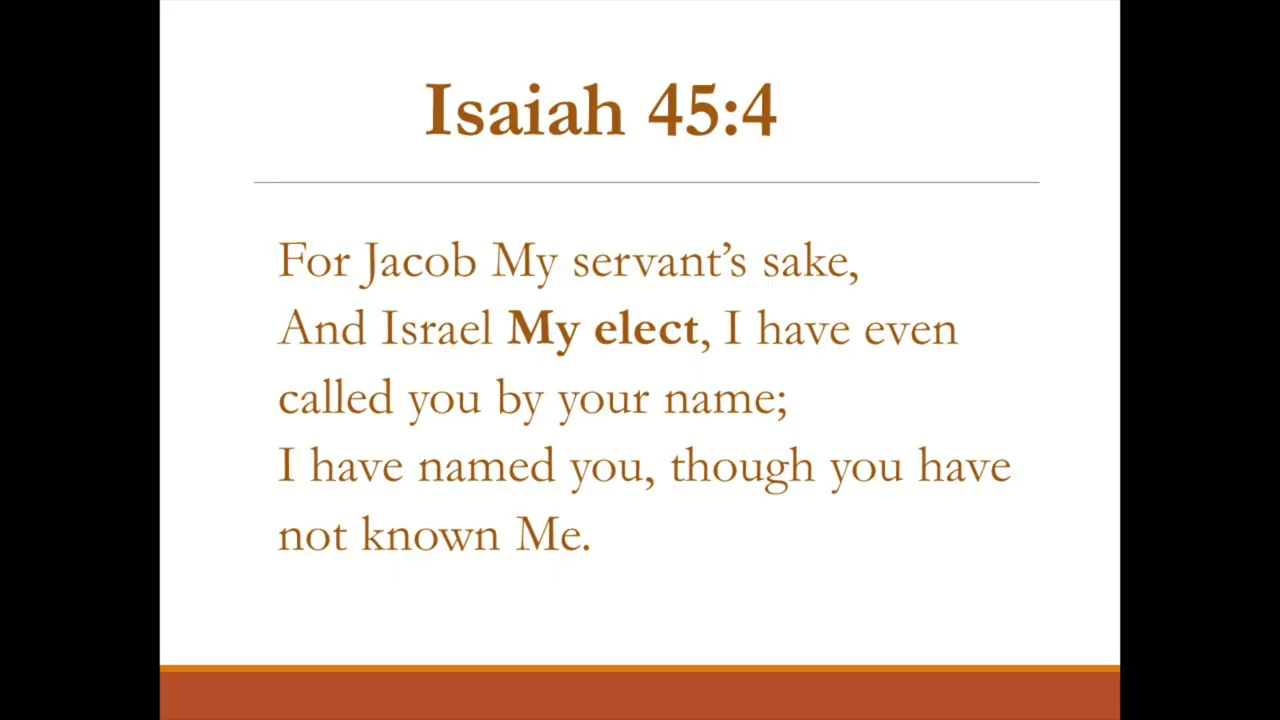 Isaiah 45:4
For Jacob My servant’s sake,
And Israel My elect, I have even
called you by your name;
I have named you, though you have
not known Me.